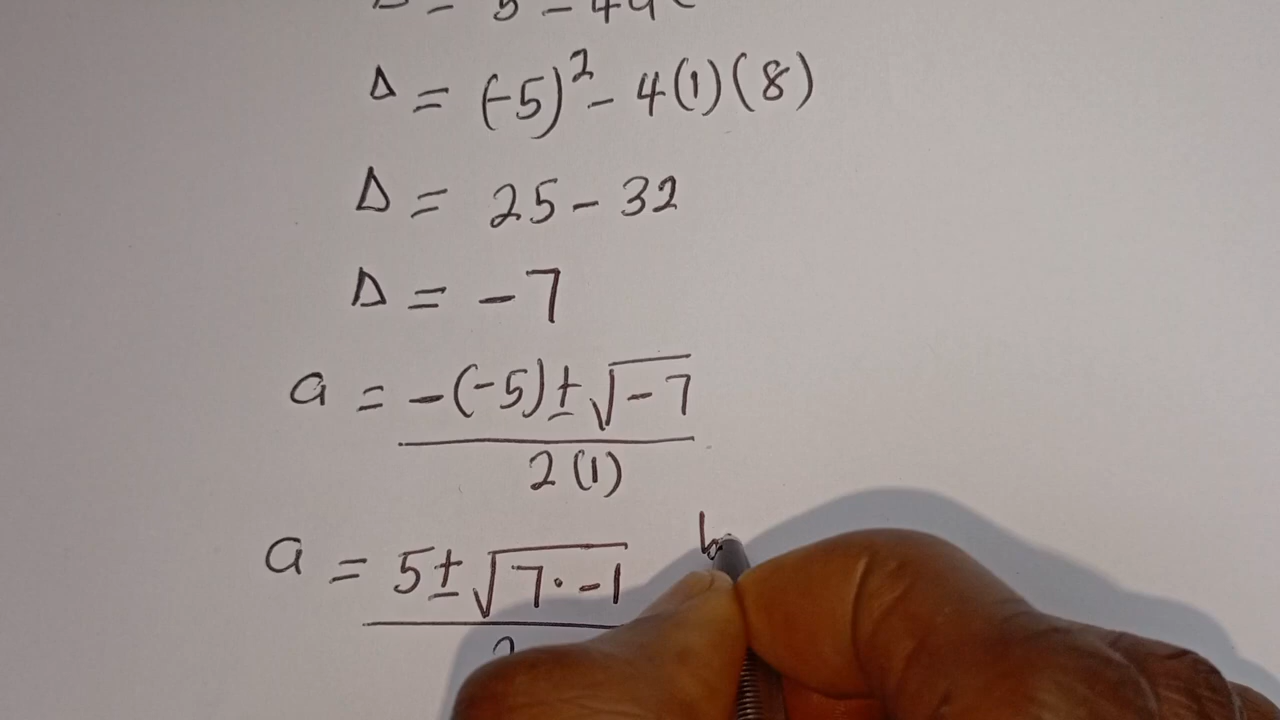 Δ = (-5)² - 4(1)(8)
Δ = 25 - 32
Δ = -7
a = -(-5) ± √-7 / 2(1)
a = 5 ± √7·-1